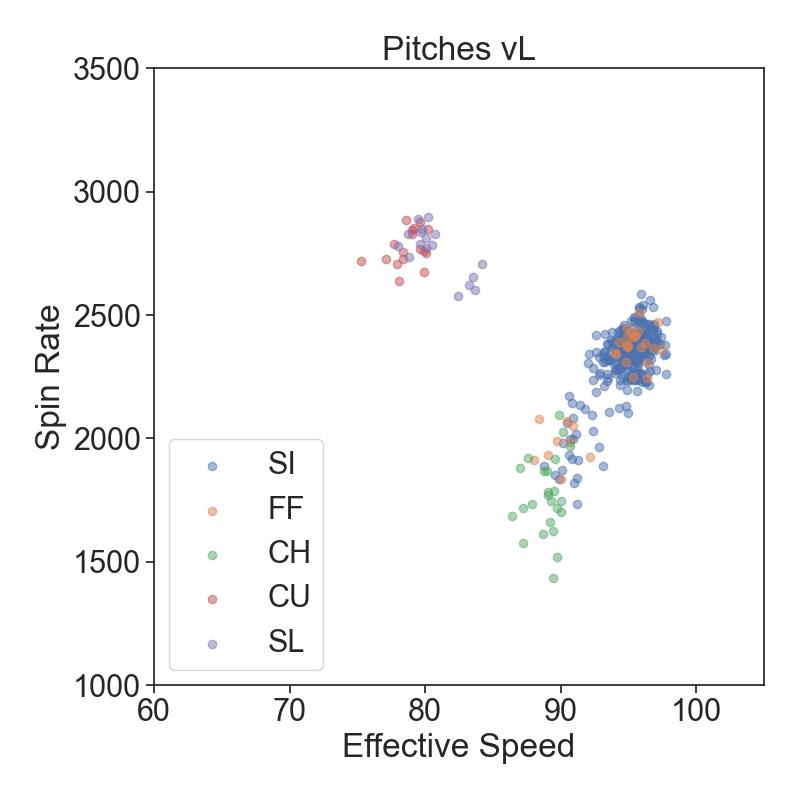 Pitches vL
3500
3000
2500
2000
1500
1000
Spin Rate
SI
FF
CH
CU
SL
60 70 80 90 100
Effective Speed